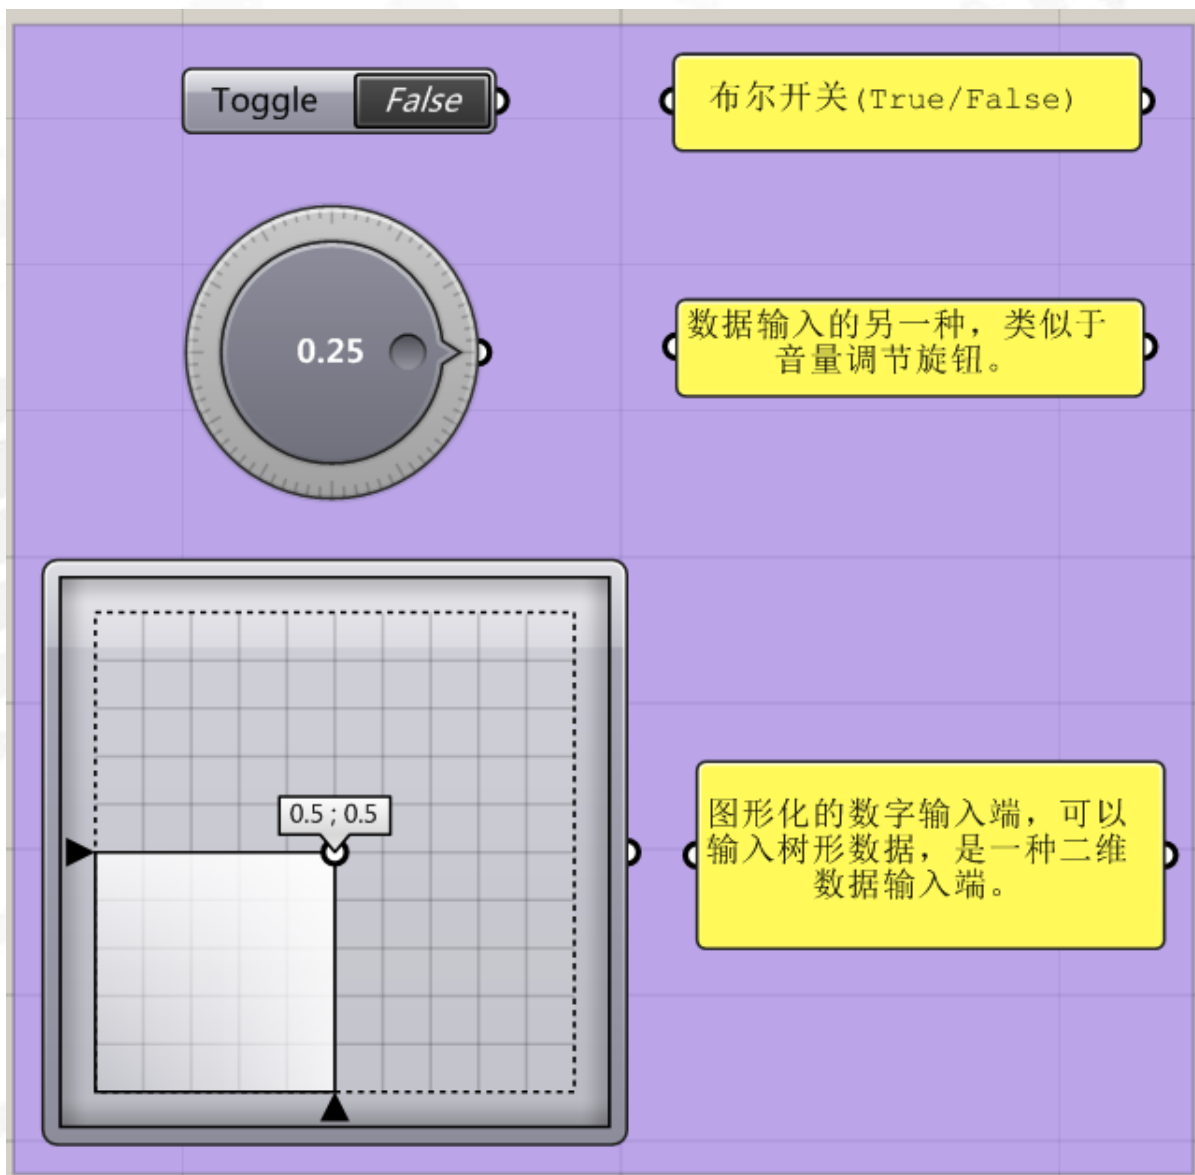 Toggle False
布尔开关(True/False)
0.25
数据输入的另一种，类似于
音量调节旋钮。
0.5 ; 0.5
图形化的数字输入端，可以
输入树形数据，是一种二维
数据输入端。